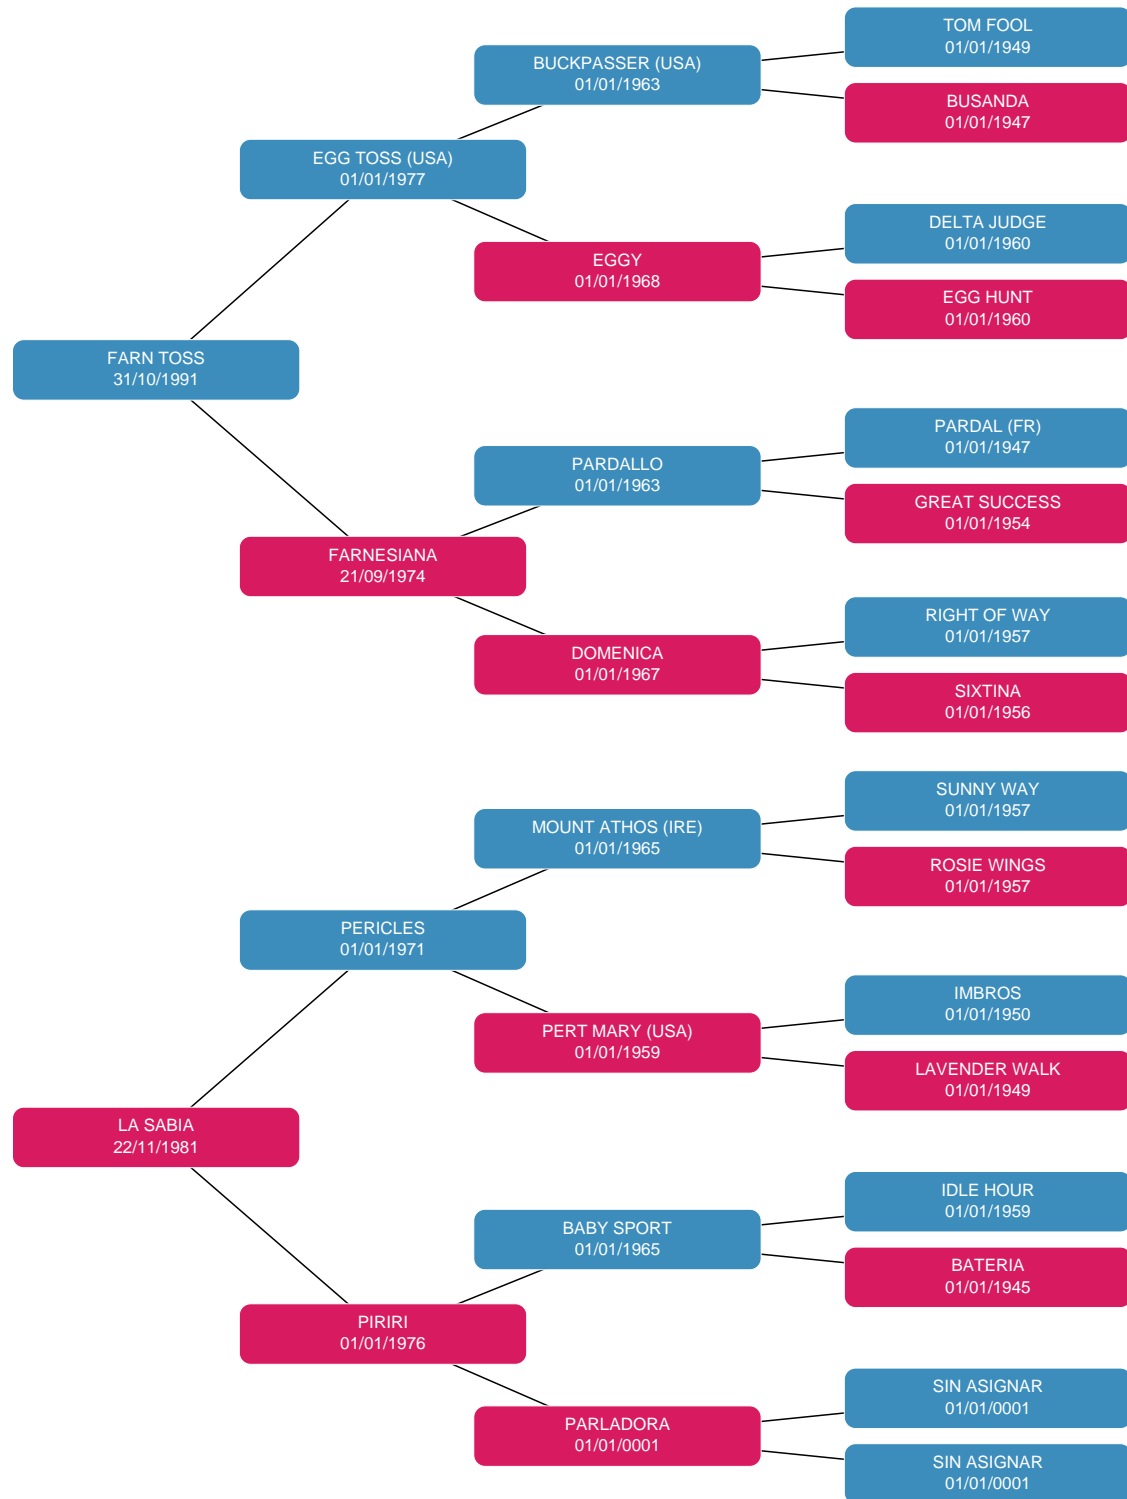 TOM FOOL
01/01/1949
BUCKPASSER (USA)
01/01/1963
BUSANDA
01/01/1947
EGG TOSS (USA)
01/01/1977
DELTA JUDGE
01/01/1960
EGGY
01/01/1968
EGG HUNT
01/01/1960
FARN TOSS
31/10/1991
PARDAL (FR)
01/01/1947
PARDALLO
01/01/1963
GREAT SUCCESS
01/01/1954
FARNESIANA
21/09/1974
RIGHT OF WAY
01/01/1957
DOMENICA
01/01/1967
SIXTINA
01/01/1956
SUNNY WAY
01/01/1957
MOUNT ATHOS (IRE)
01/01/1965
ROSIE WINGS
01/01/1957
PERICLES
01/01/1971
IMBROS
01/01/1950
PERT MARY (USA)
01/01/1959
LAVENDER WALK
01/01/1949
LA SABIA
22/11/1981
IDLE HOUR
01/01/1959
BABY SPORT
01/01/1965
BATERIA
01/01/1945
PIRIRI
01/01/1976
SIN ASIGNAR
01/01/0001
PARLADORA
01/01/0001
SIN ASIGNAR
01/01/0001